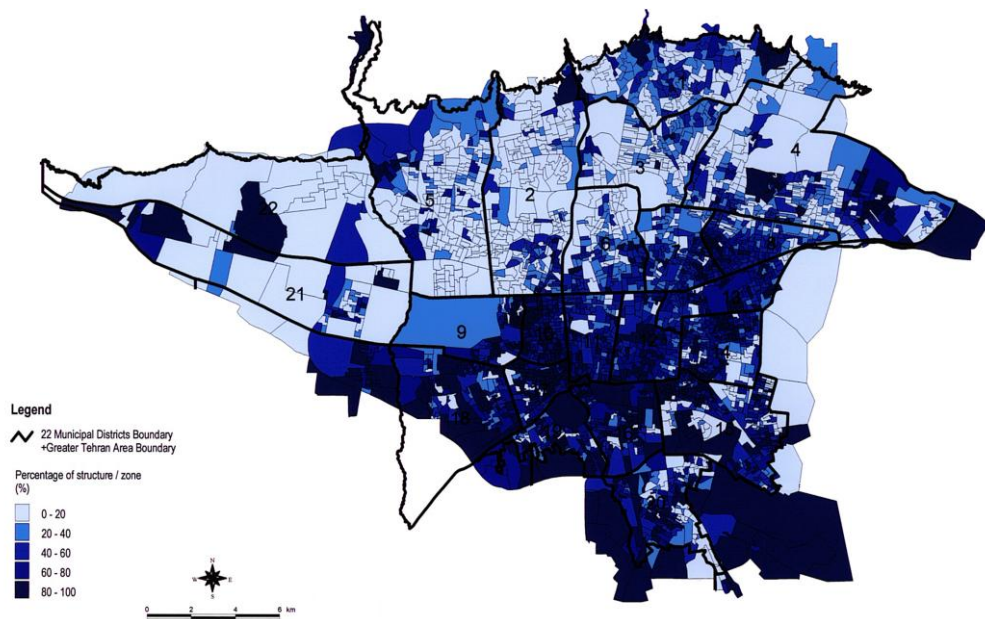 4
22
5
2
3
6
8
1
21
9
14
18
20
Legend
22 Municipal Districts Boundary
+Greater Tehran Area Boundary
Percentage of structure / zone
(%)
0 - 20
20 - 40
40 - 60
60 - 80
80 - 100
N
W
E
S
0
2
4
6
km